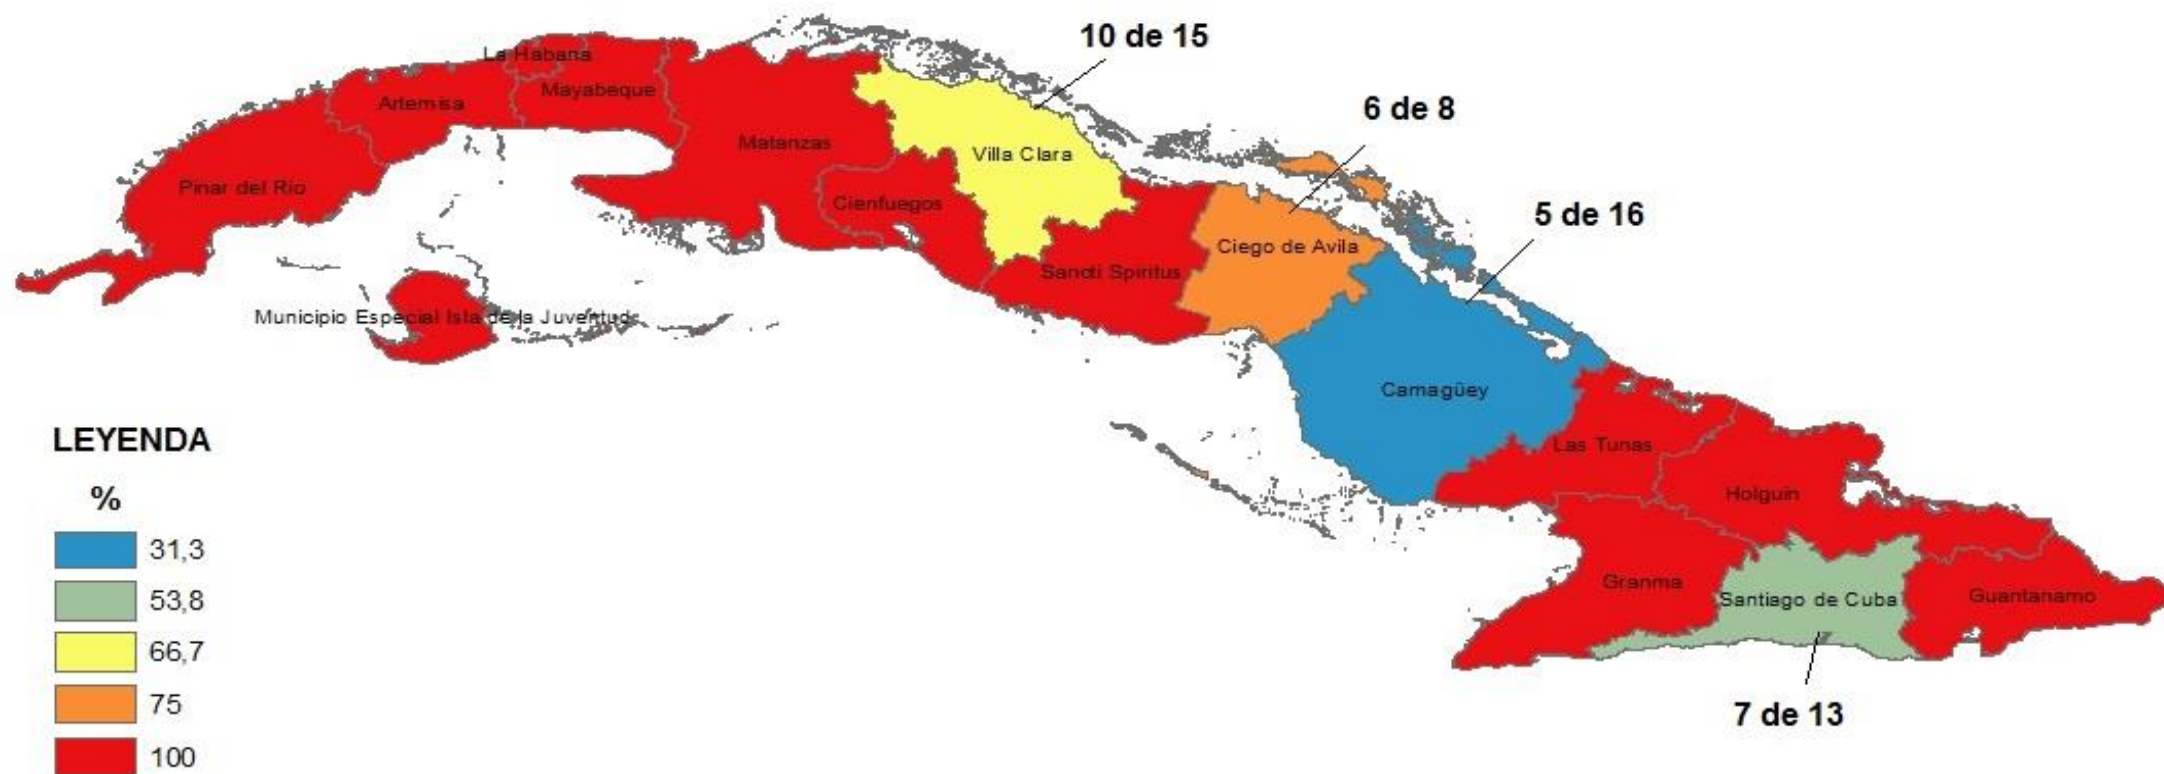 10 de 15
La Habana
Mayabeque
Artemisa
6 de 8
Matanzas
Villa Clara
Pinar del Rio
Cienfuegos
5 de 16
Ciego de Avila
Sancti Spiritus
Municipio Especial Isla de la Juventud
Camagüey
LEYENDA
Las Tunas
%
Holguin
31,3
53,8
Granma
Santiago de Cuba
Guantanamo
66,7
75
7 de 13
100